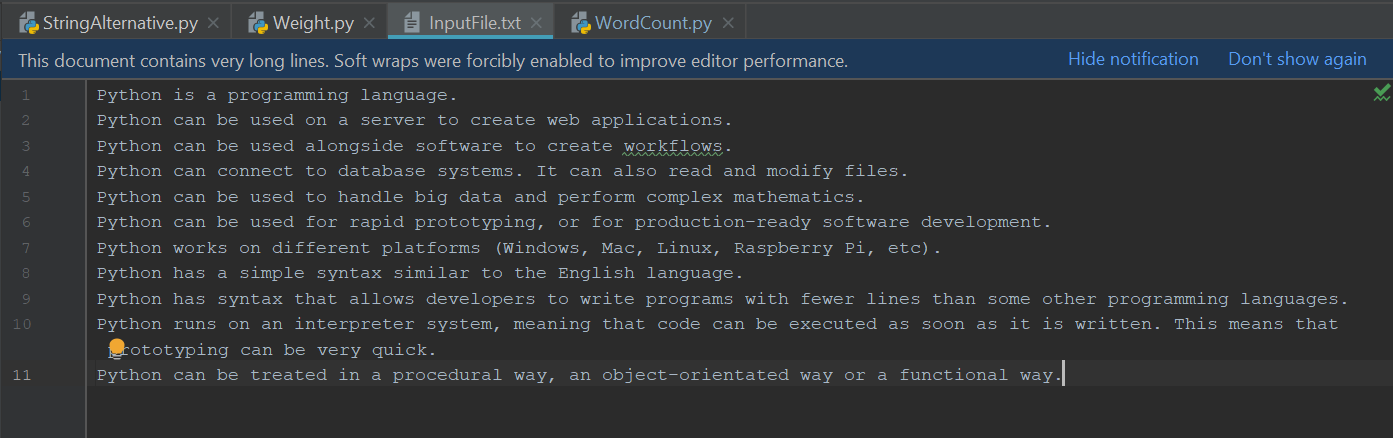 StringAlternative.py Weight.py InputFile.txt WordCount.py
This document contains very long lines. Soft wraps were forcibly enabled to improve editor performance. Hide notification Don't show again
1 Python is a programming language.
2 Python can be used on a server to create web applications.
3 Python can be used alongside software to create workflows.
4 Python can connect to database systems. It can also read and modify files.
5 Python can be used to handle big data and perform complex mathematics.
6 Python can be used for rapid prototyping, or for production-ready software development.
7 Python works on different platforms (Windows, Mac, Linux, Raspberry Pi, etc).
8 Python has a simple syntax similar to the English language.
9 Python has syntax that allows developers to write programs with fewer lines than some other programming languages.
10 Python runs on an interpreter system, meaning that code can be executed as soon as it is written. This means that
prototyping can be very quick.
11 Python can be treated in a procedural way, an object-orientated way or a functional way.